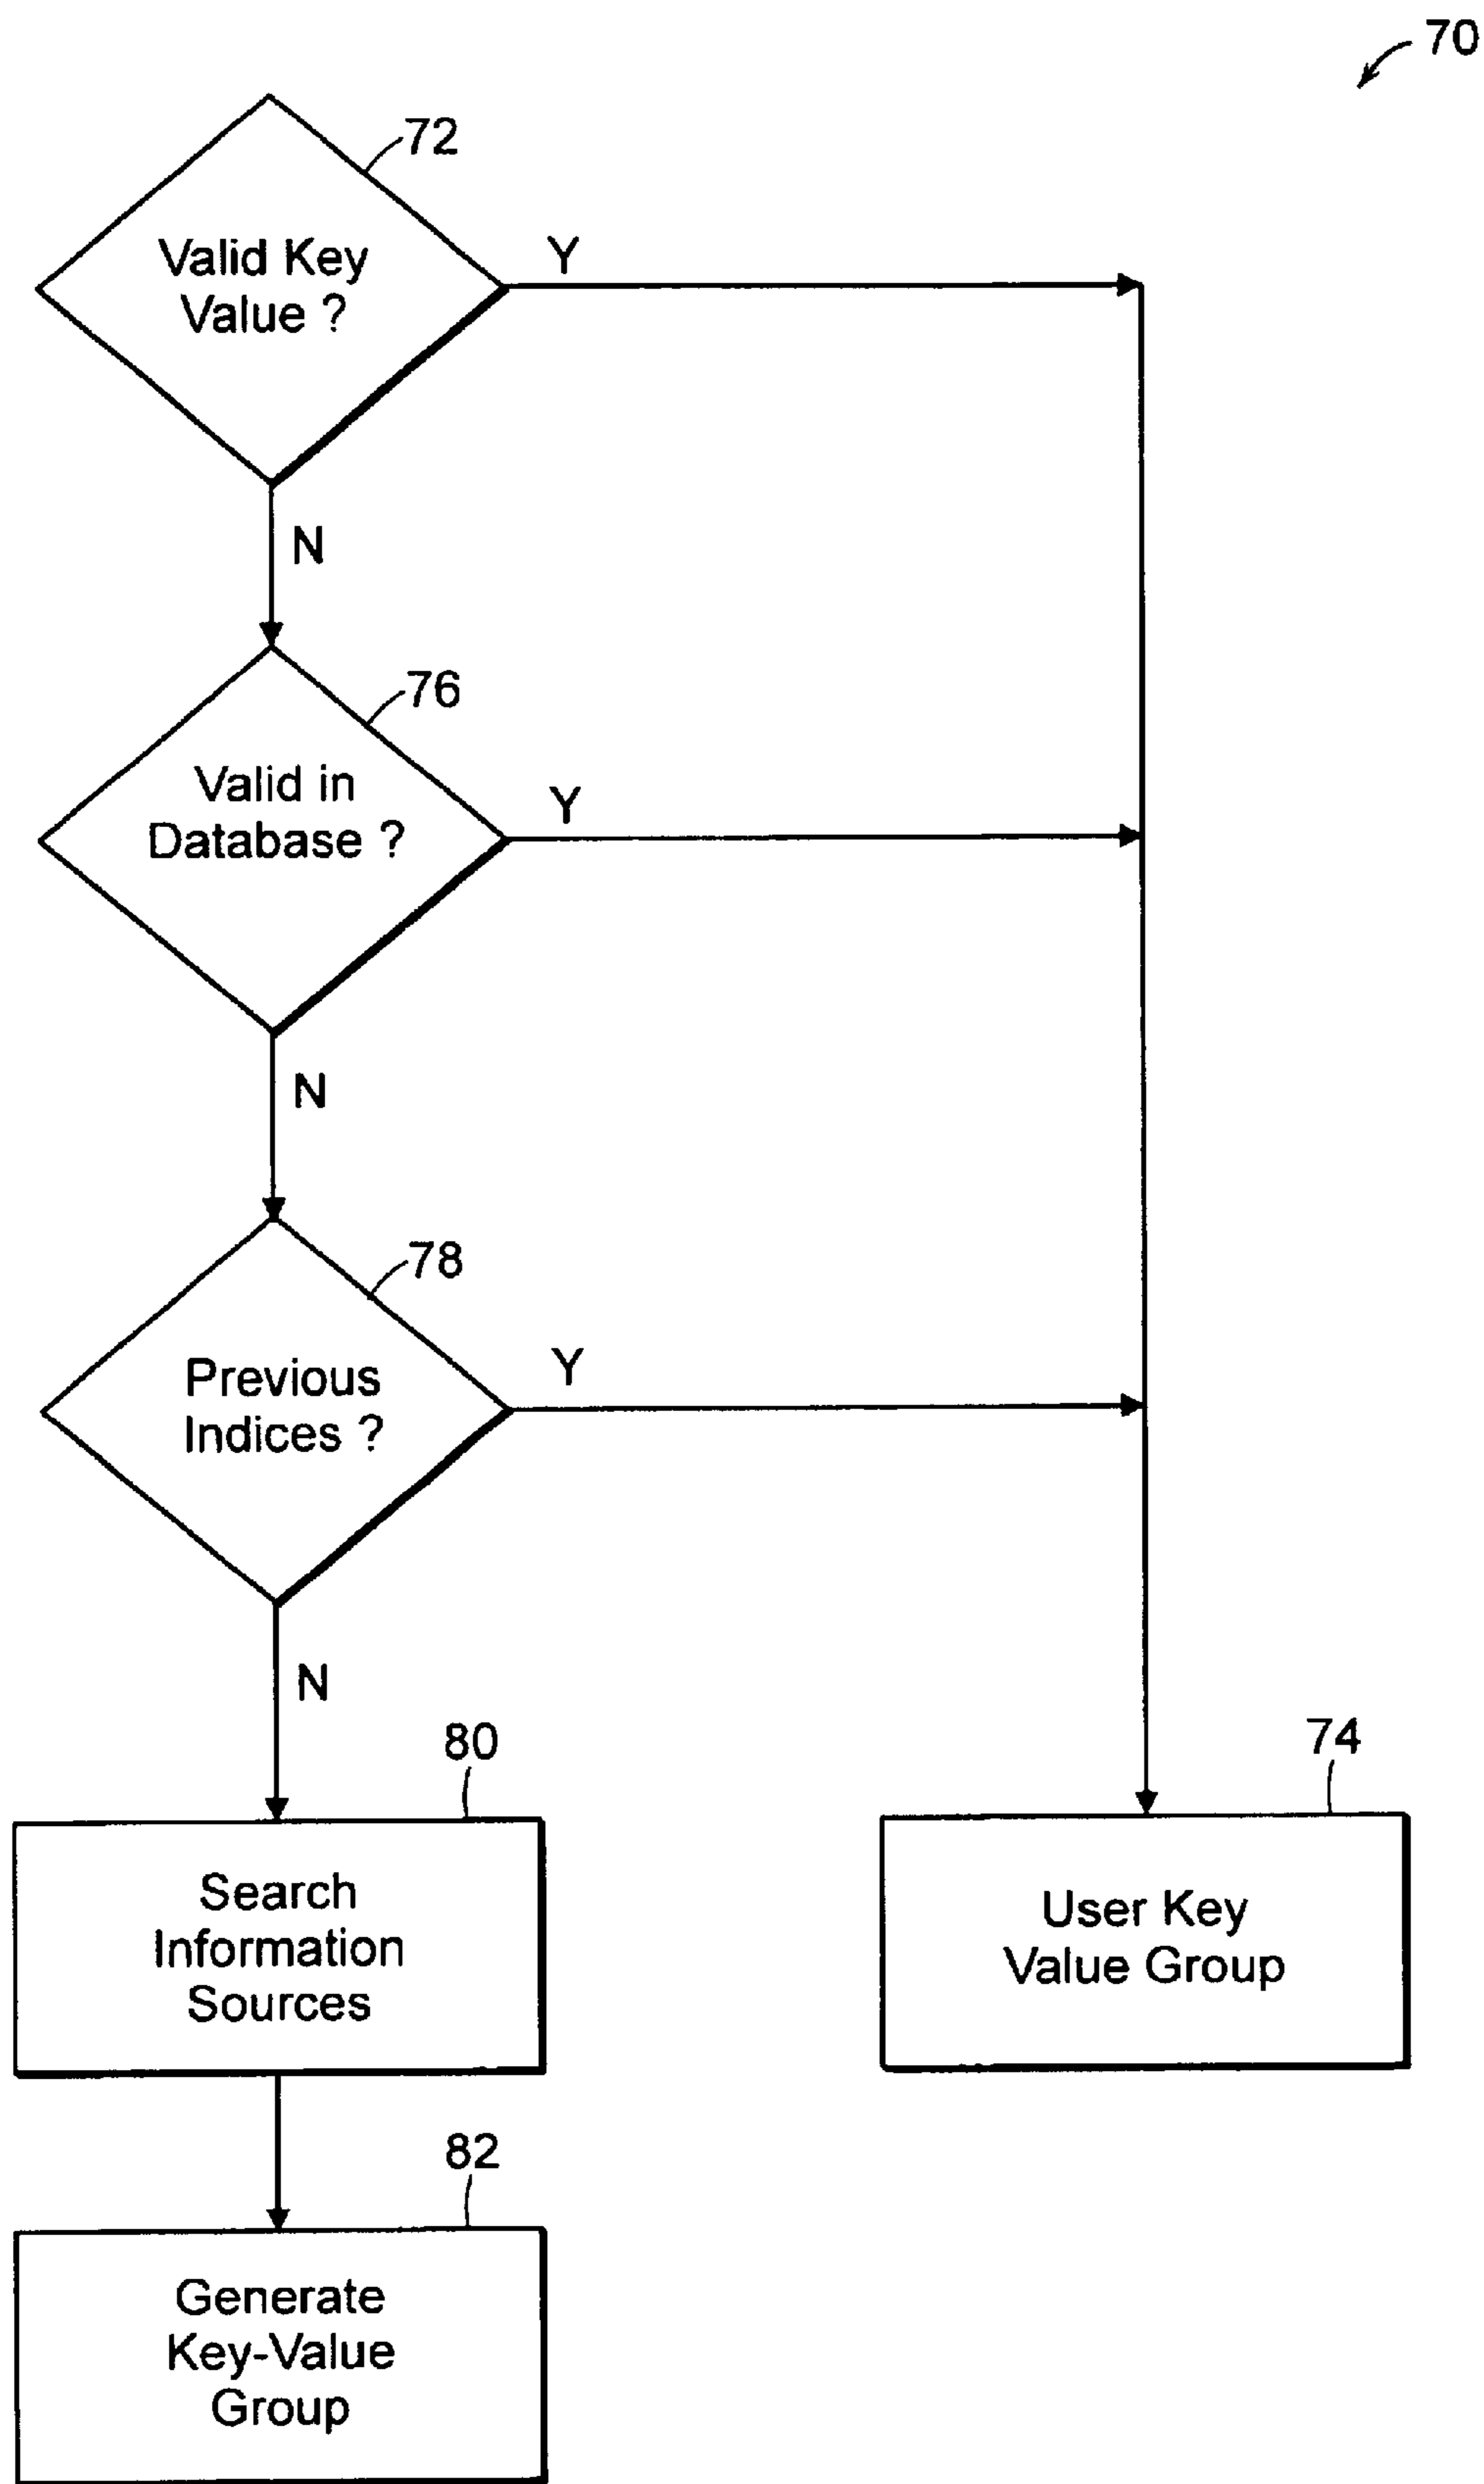 70
72
Valid Key
Value ?
Y
N
76
Valid in
Database ?
Y
N
78
Previous
Indices ?
Y
N
80
Search
Information
Sources
74
User Key
Value Group
82
Generate
Key-Value
Group